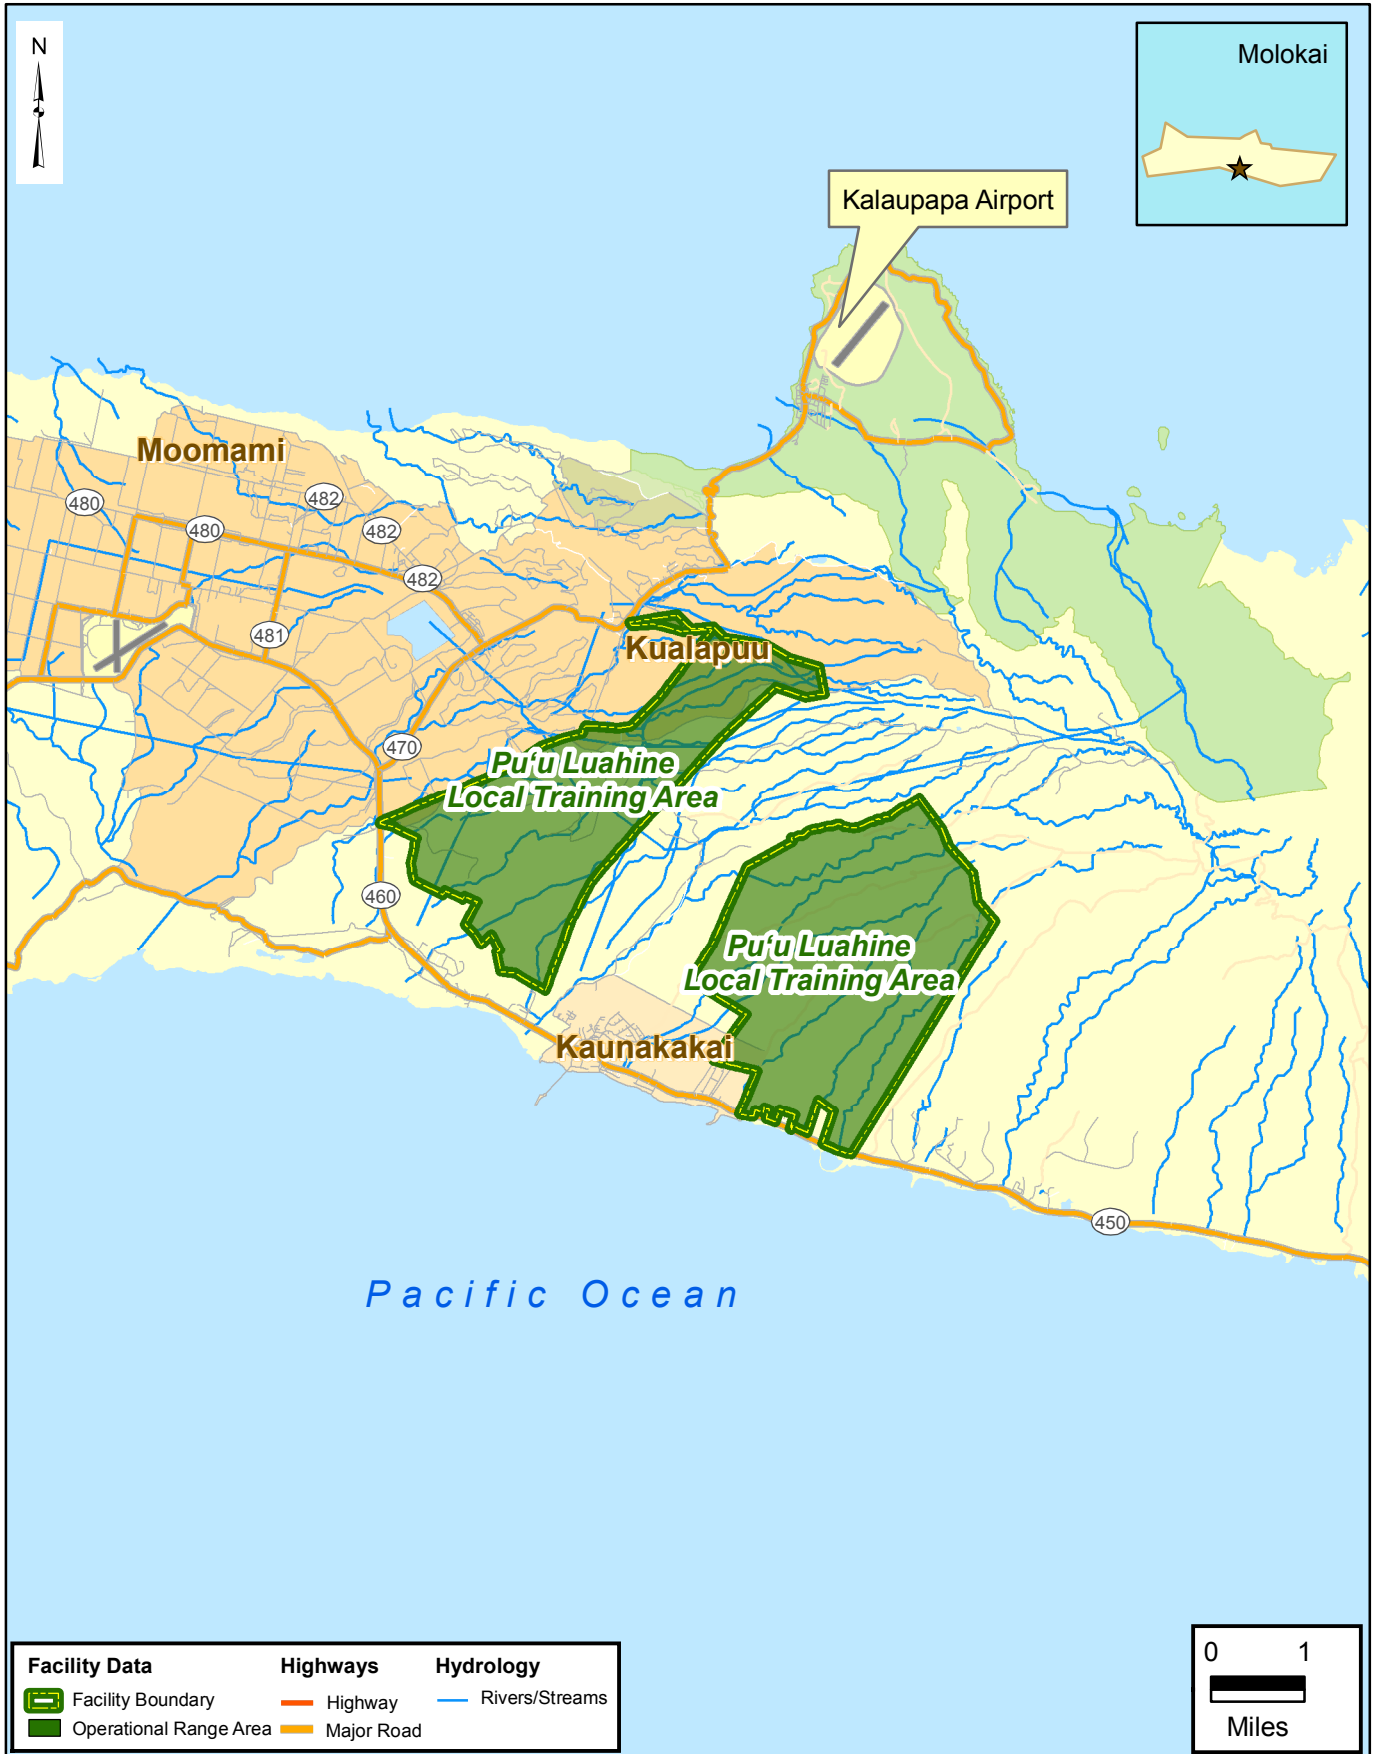 N
Molokai
Kalaupapa Airport
Moomami
480
482
480
482
482
481
Kualapuu
470
Pu‘u Luahine
Local Training Area
460
Pu‘u Luahine
Local Training Area
Kaunakakai
450
Pacific Ocean
Facility Data
Facility Boundary
Operational Range Area
Highways
Highway
Major Road
Hydrology
Rivers/Streams
0 1
Miles